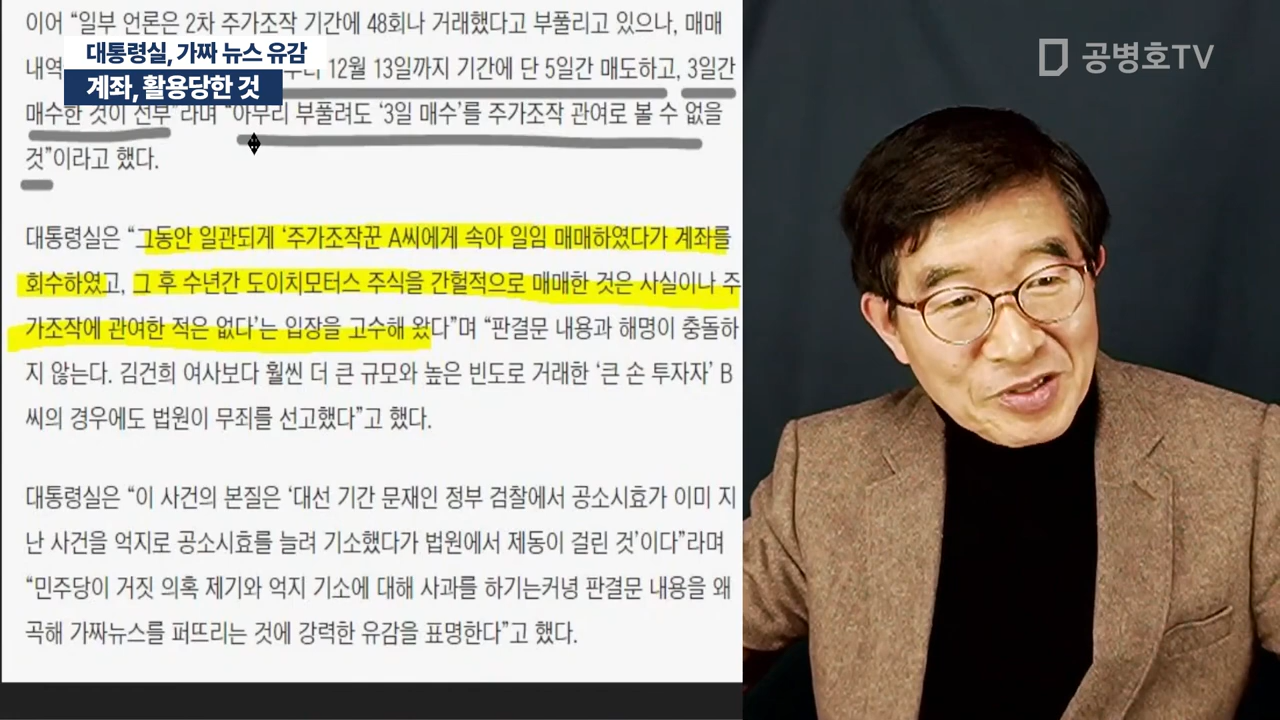 이어 “일부 언론은 2차 주가조작 기간에 48회나 거래했다고 부풀리고 있으나, 매매
대통령실, 가짜 뉴스 유감
내역 12월 13일까지 기간에 단 5일간 매도하고, 3일간
계좌, 활용당한 것
매수한 것이 전부”라며 “아무리 부풀려도 ‘3일 매수’를 주가조작 관여로 볼 수 없을
것”이라고 했다.
대통령실은 “그동안 일관되게 ‘주가조작꾼 A씨에게 속아 일임 매매하였다가 계좌를
회수하였고, 그 후 수년간 도이치모터스 주식을 간헐적으로 매매한 것은 사실이나 주
가조작에 관여한 적은 없다’는 입장을 고수해 왔다”며 “판결문 내용과 해명이 충돌하
지 않는다. 김건희 여사보다 훨씬 더 큰 규모와 높은 빈도로 거래한 ‘큰 손 투자자’ B
씨의 경우에도 법원이 무죄를 선고했다”고 했다.
대통령실은 “이 사건의 본질은 ‘대선 기간 문재인 정부 검찰에서 공소시효가 이미 지
난 사건을 억지로 공소시효를 늘려 기소했다가 법원에서 제동이 걸린 것’이다”라며
“민주당이 거짓 의혹 제기와 억지 기소에 대해 사과를 하기는커녕 판결문 내용을 왜
곡해 가짜뉴스를 퍼뜨리는 것에 강력한 유감을 표명한다”고 했다.
공병호TV